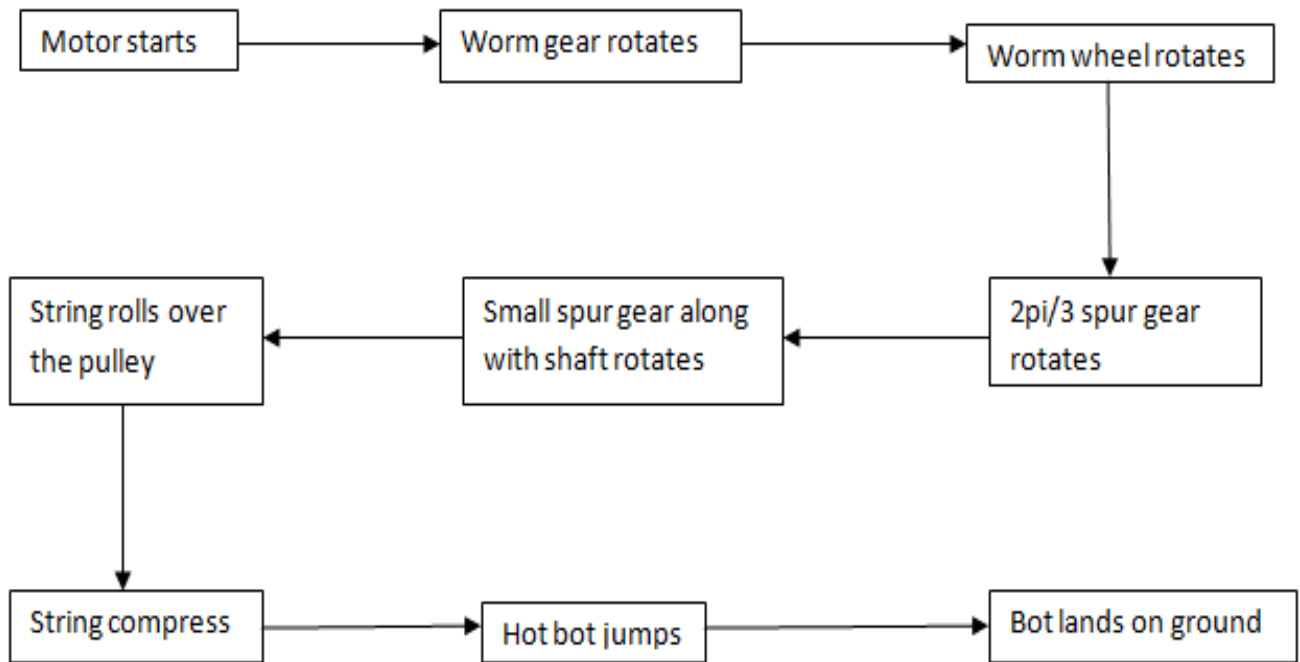 Motor starts
Worm gear rotates
Worm wheel rotates
2pi/3 spur gear
rotates
Small spur gear along
with shaft rotates
String rolls over
the pulley
String compress
Hot bot jumps
Bot lands on ground